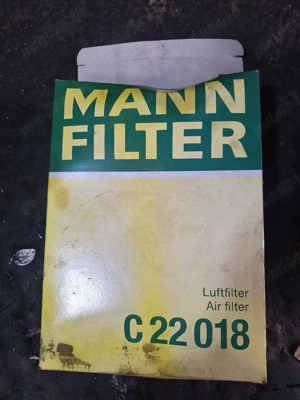 MANN
FILTER
Luftfilter
Air filter
C 22 018